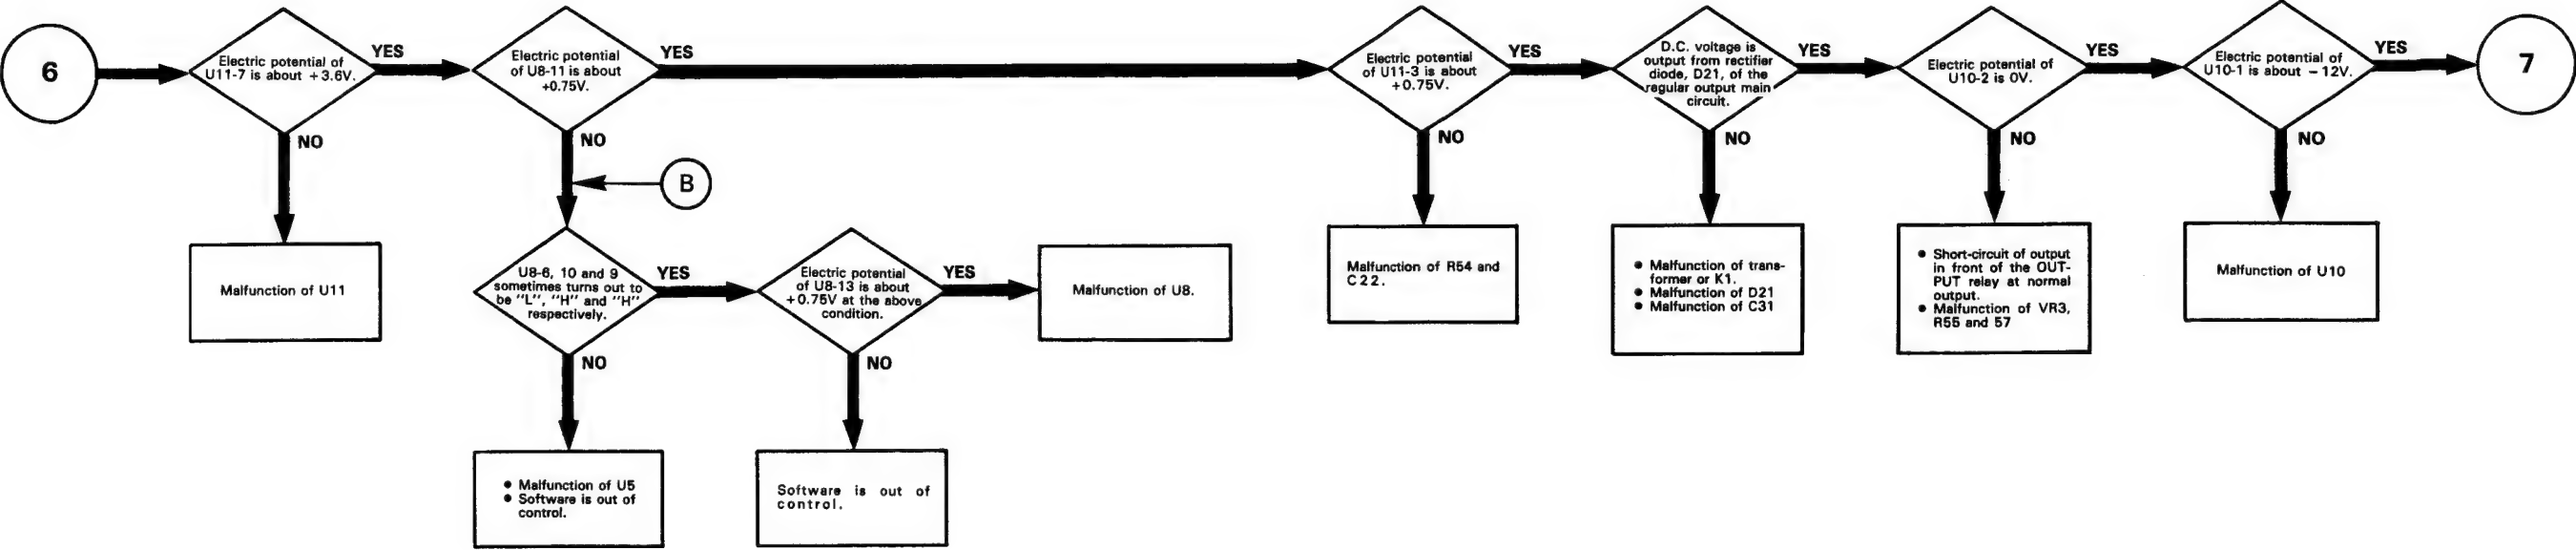 6
Electric potential of
U11-7 is about +3.6V.
YES
NO
Malfunction of U11
Electric potential
of U8-11 is about
+0.75V.
YES
NO
B
U8-6, 10 and 9
sometimes turns out to
be "L", "H" and "H"
respectively.
YES
NO
● Malfunction of U5
● Software is out of
control.
Electric potential
of U8-13 is about
+0.75V at the above
condition.
YES
NO
Software is out of
control.
Malfunction of U8.
Electric potential
of U11-3 is about
+0.75V.
YES
NO
Malfunction of R54 and
C22.
D.C. voltage is
output from rectifier
diode, D21, of the
regular output main
circuit.
YES
NO
● Malfunction of trans-
former or K1.
● Malfunction of D21
● Malfunction of C31
Electric potential of
U10-2 is 0V.
YES
NO
● Short-circuit of output
in front of the OUT-
PUT relay at normal
output.
● Malfunction of VR3,
R55 and 57
Electric potential of
U10-1 is about −12V.
YES
NO
Malfunction of U10
7